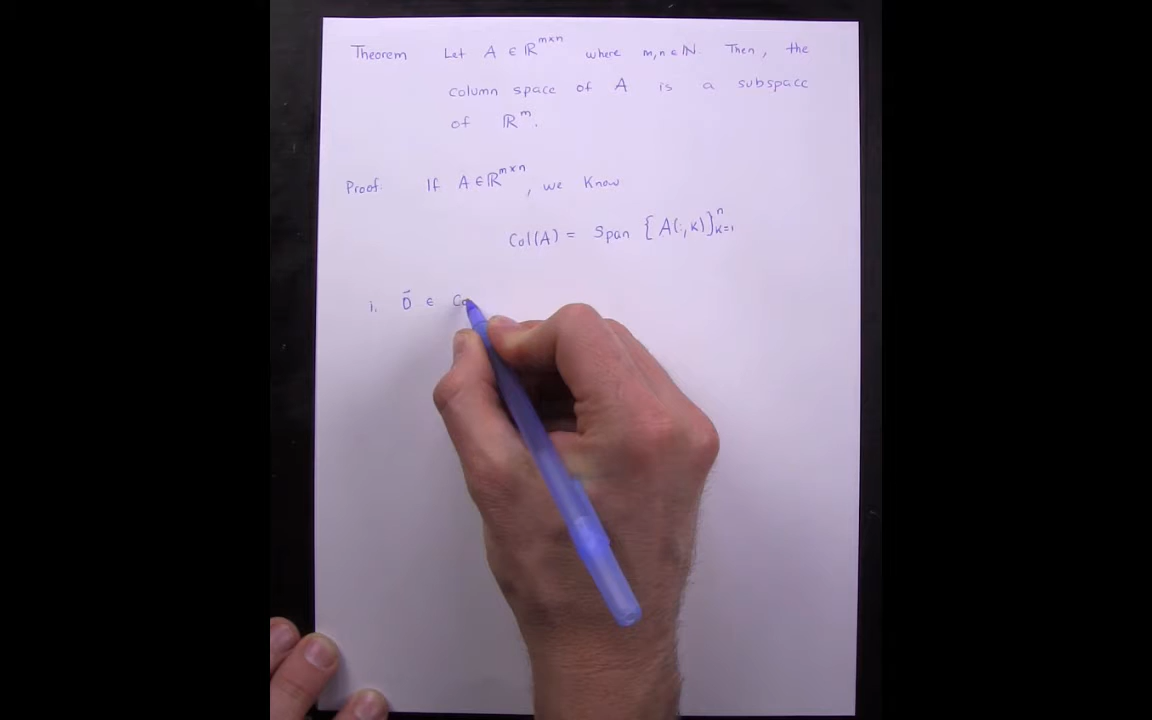 Theorem Let A ∈ ℝ^{m×n} where m,n ∈ ℕ. Then, the
column space of A is a subspace
of ℝ^m.
Proof. If A ∈ ℝ^{m×n}, we know
Col(A) = Span {A(:,k)}_{k=1}^{n}
i. 0⃗ ∈ Co